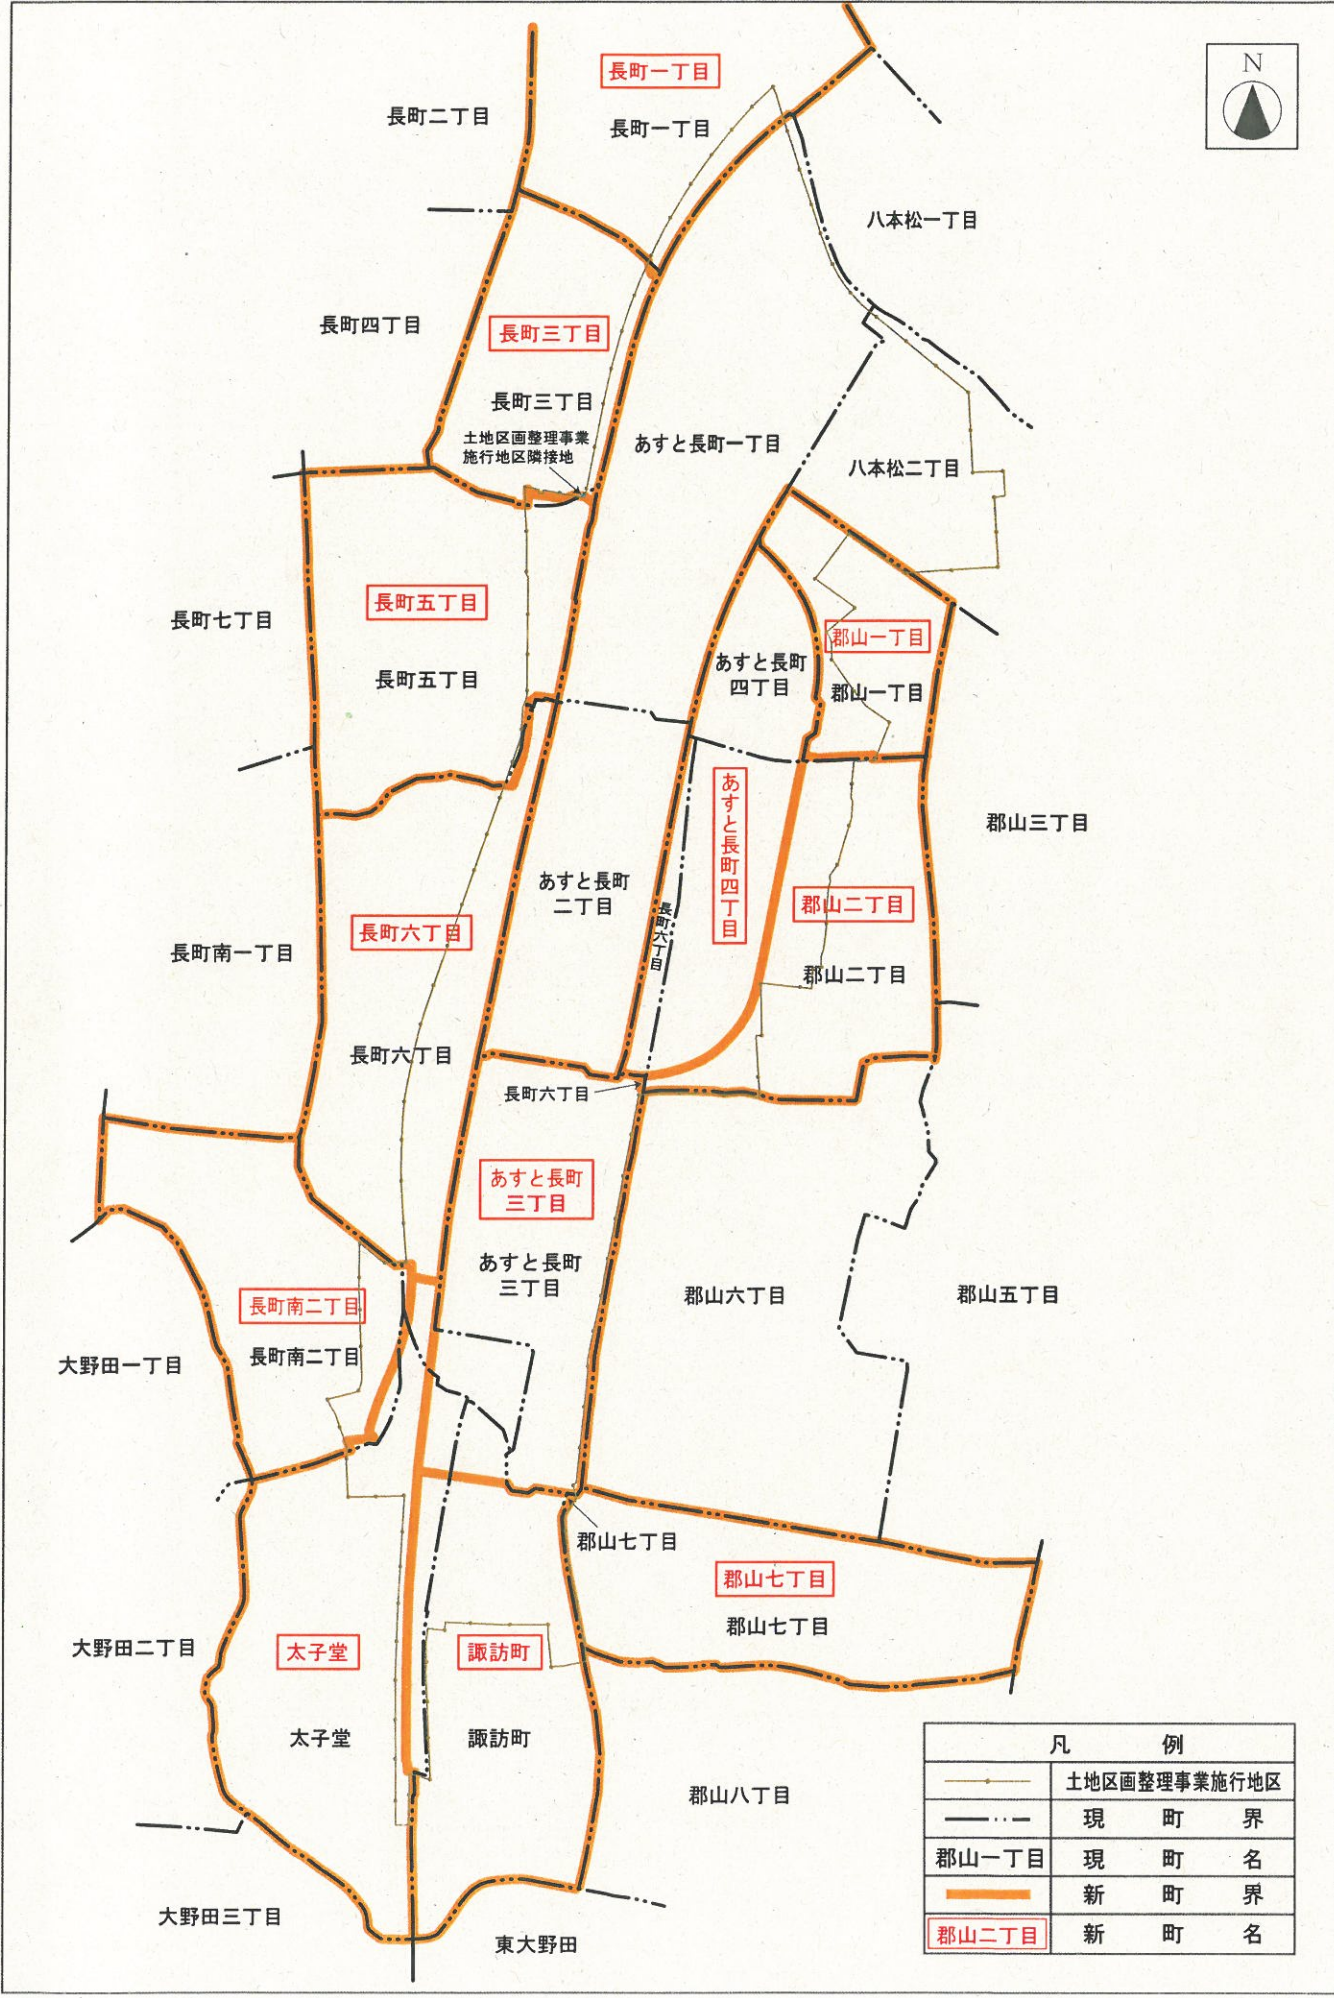 N
長町一丁目
長町二丁目
長町一丁目
八本松一丁目
長町四丁目
長町三丁目
長町三丁目
土地区画整理事業
施行地区隣接地
あすと長町一丁目
八本松二丁目
長町七丁目
長町五丁目
長町五丁目
あすと長町
四丁目
郡山一丁目
郡山一丁目
あすと長町四丁目
郡山三丁目
あすと長町
二丁目
長町六丁目
郡山二丁目
郡山二丁目
長町南一丁目
長町六丁目
長町六丁目
長町六丁目
あすと長町
三丁目
あすと長町
三丁目
郡山六丁目
郡山五丁目
長町南二丁目
長町南二丁目
大野田一丁目
郡山七丁目
郡山七丁目
郡山七丁目
大野田二丁目
太子堂
諏訪町
太子堂
諏訪町
郡山八丁目
大野田三丁目
東大野田
凡 例
土地区画整理事業施行地区
現 町 界
郡山一丁目 現 町 名
新 町 界
郡山二丁目 新 町 名